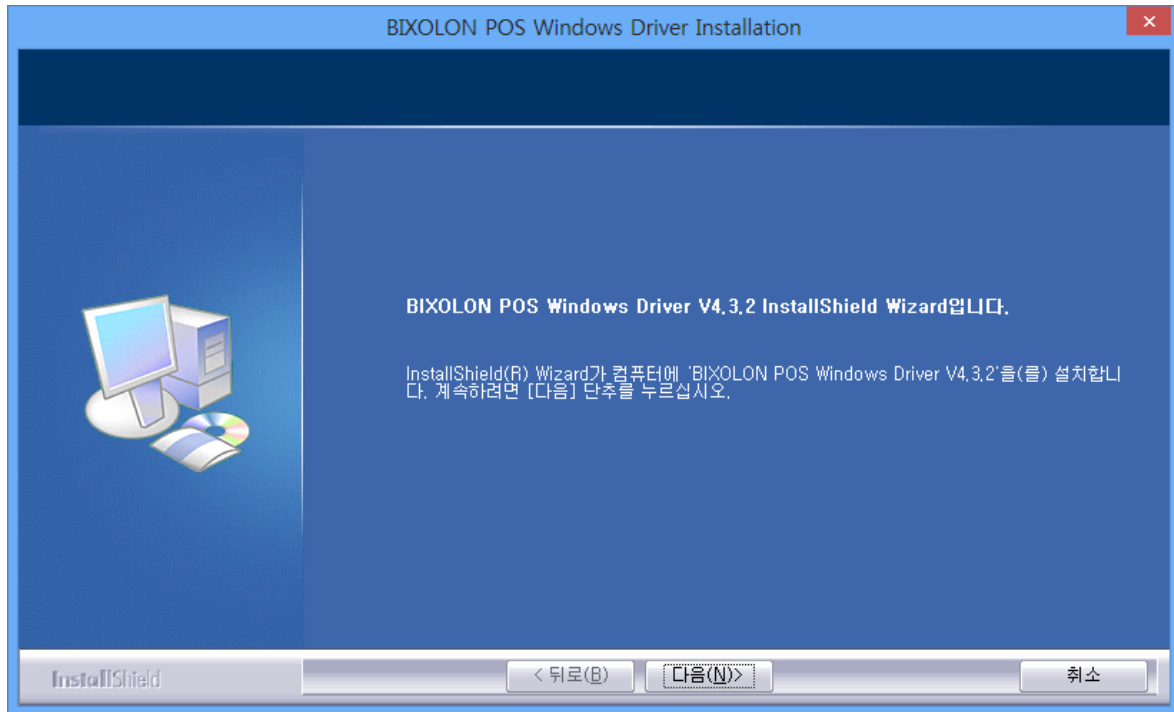 BIXOLON POS Windows Driver Installation
BIXOLON POS Windows Driver V4.3.2 InstallShield Wizard입니다.
InstallShield(R) Wizard가 컴퓨터에 'BIXOLON POS Windows Driver V4.3.2'을(를) 설치합니
다. 계속하려면 [다음] 단추를 누르십시오.
InstallShield
< 뒤로(B)
다음(N)>
취소